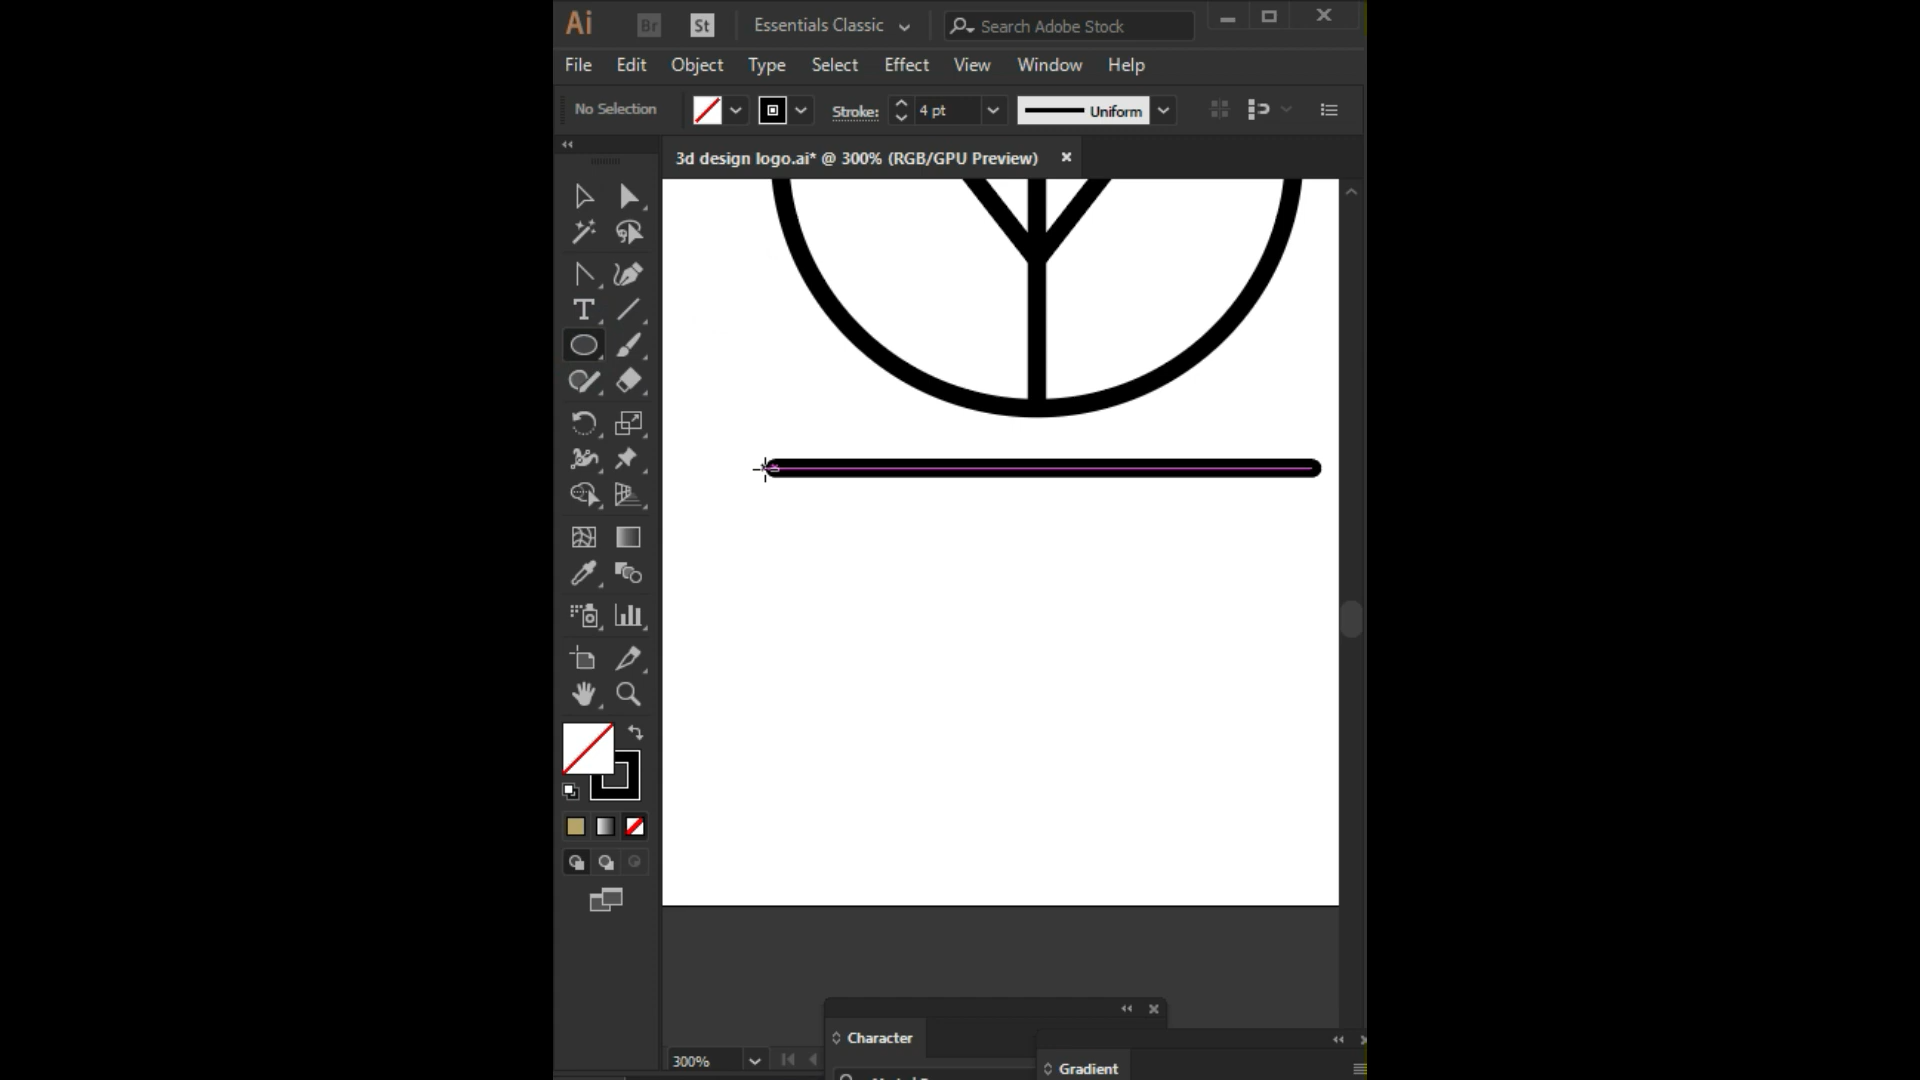 Ai Br St Essentials Classic Search Adobe Stock
File Edit Object Type Select Effect View Window Help
No Selection Stroke: 4 pt Uniform
3d design logo.ai* @ 300% (RGB/GPU Preview)
T
300%
Character
Gradient